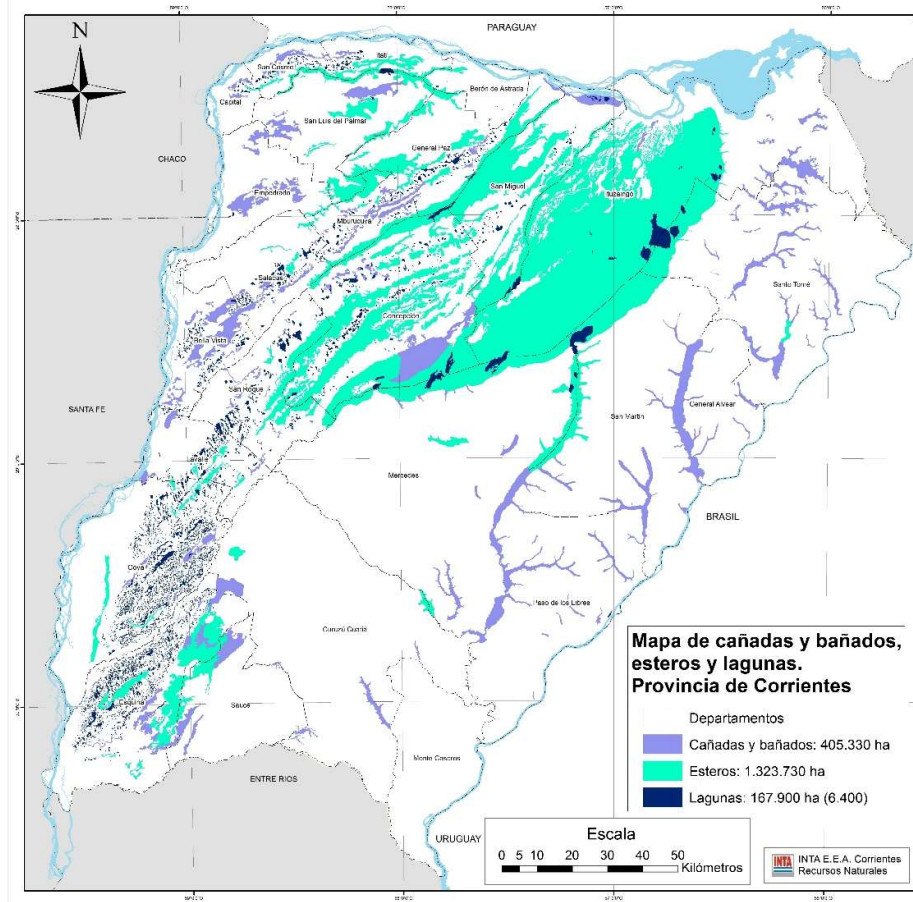 PARAGUAY
N
Itatí
San Cosme
Capital
Berón de Astrada
San Luis del Palmar
CHACO
General Paz
San Miguel
Ituzaingó
Empedrado
Mburucuyá
Saladas
Santo Tomé
Concepción
Bella Vista
San Roque
SANTA FE
General Alvear
San Martín
Lavalle
Mercedes
BRASIL
Goya
Paso de los Libres
Curuzú Cuatiá
Esquina
Sauce
Monte Caseros
ENTRE RIOS
URUGUAY
Mapa de cañadas y bañados,
esteros y lagunas.
Provincia de Corrientes
Departamentos
Cañadas y bañados: 405.330 ha
Esteros: 1.323.730 ha
Lagunas: 167.900 ha (6.400)
Escala
0 5 10 20 30 40 50
Kilómetros
INTA
INTA E.E.A. Corrientes
Recursos Naturales